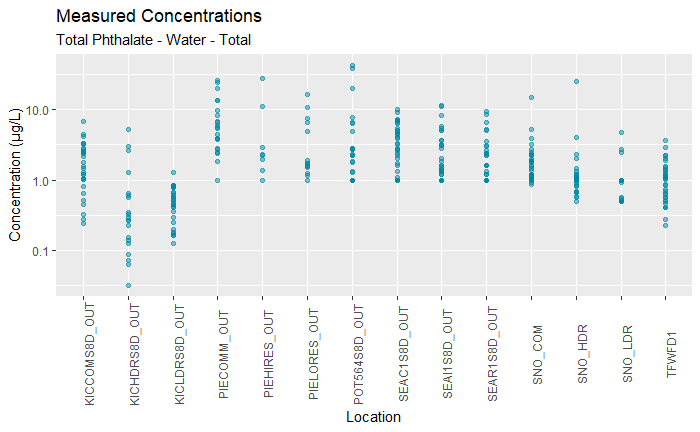 Measured Concentrations
Total Phthalate - Water - Total
Concentration (µg/L)
10.0
1.0
0.1
KICCOMS8D_OUT
KICHDRS8D_OUT
KICLDRS8D_OUT
PIECOMM_OUT
PIEHIRES_OUT
PIELORES_OUT
POT564S8D_OUT
SEAC1S8D_OUT
SEAI1S8D_OUT
SEAR1S8D_OUT
SNO_COM
SNO_HDR
SNO_LDR
TFWFD1
Location